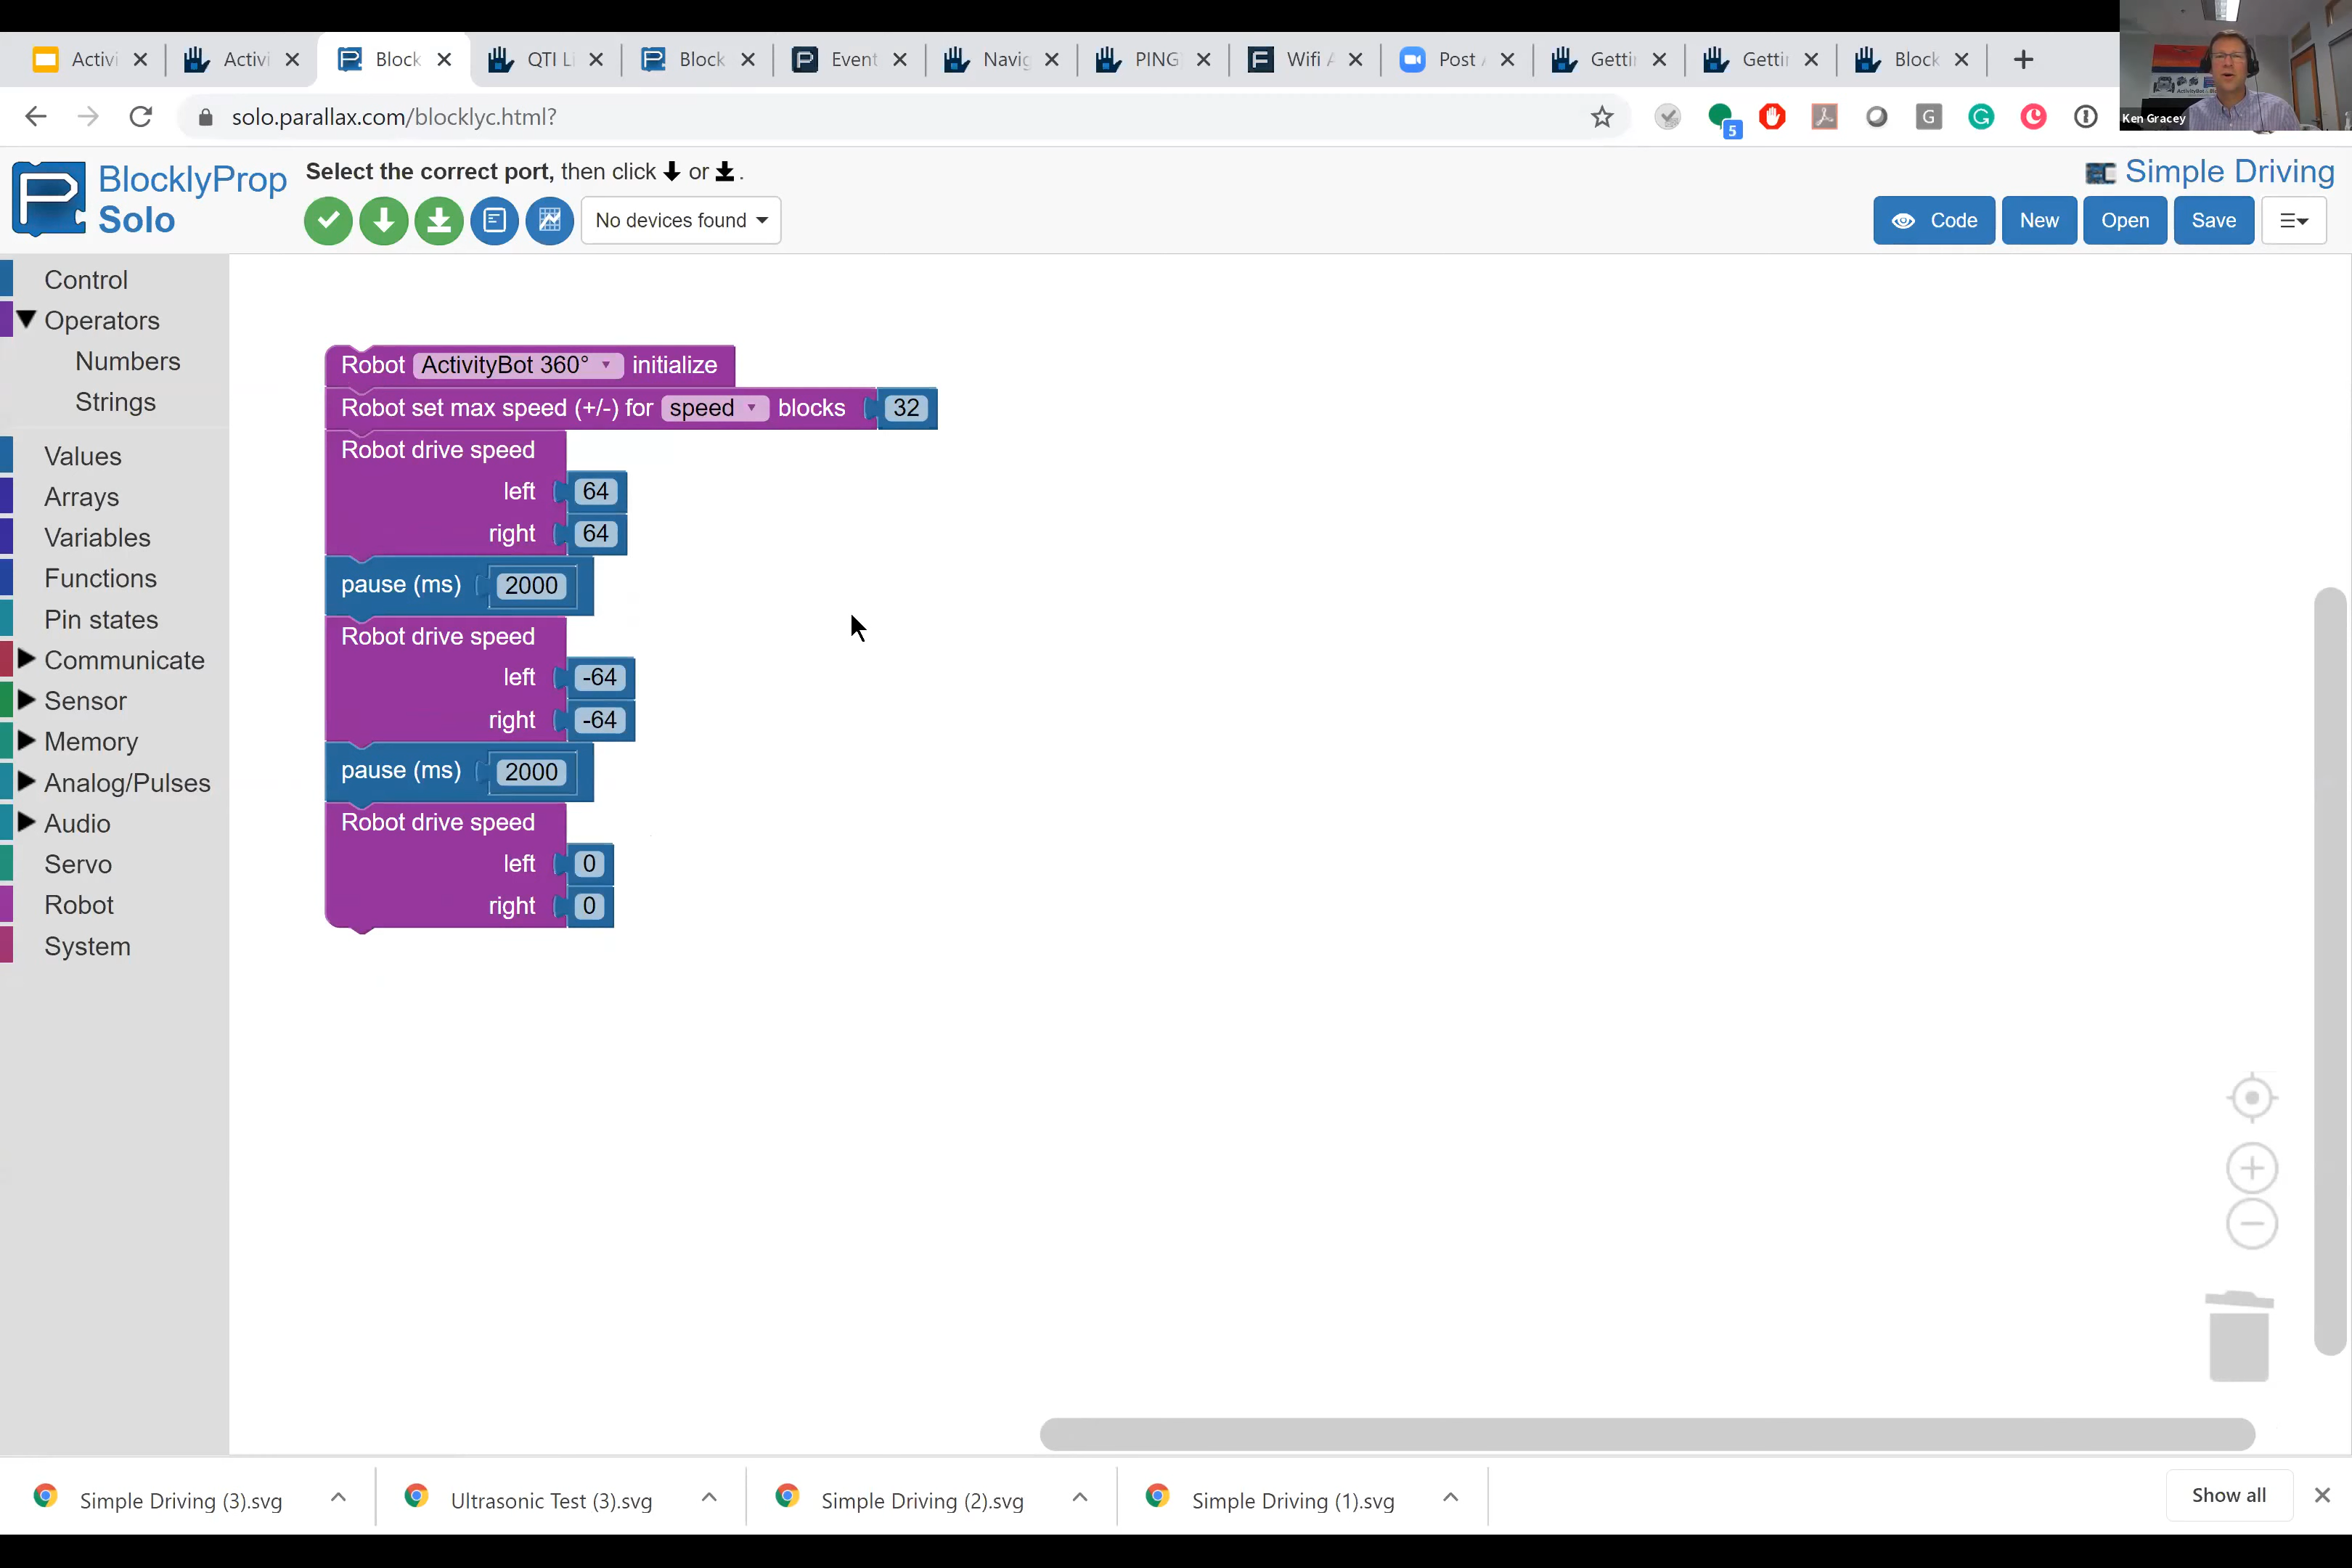 Activi
Activi
Block
QTI Li
Block
Event
Navig
PING
Wifi A
Post A
Gettin
Gettin
Block
solo.parallax.com/blocklyc.html?
5
G
Ken Gracey
BlocklyProp
Solo
Select the correct port, then click or .
No devices found
Simple Driving
Code
New
Open
Save
Control
Operators
Numbers
Strings
Values
Arrays
Variables
Functions
Pin states
Communicate
Sensor
Memory
Analog/Pulses
Audio
Servo
Robot
System
Robot ActivityBot 360° initialize
Robot set max speed (+/-) for speed blocks 32
Robot drive speed
left 64
right 64
pause (ms) 2000
Robot drive speed
left -64
right -64
pause (ms) 2000
Robot drive speed
left 0
right 0
Simple Driving (3).svg
Ultrasonic Test (3).svg
Simple Driving (2).svg
Simple Driving (1).svg
Show all